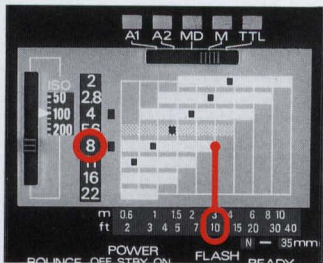 A1 A2 MD M TTL
ISO
50
100
200
2
2.8
4
5.6
8
11
16
22
m 0.6 1 1.5 2 3 4 6 8 10
ft 2 3 4 5 7 10 15 20 30 40
N — 35mm
POWER FLASH
BOUNCE OFF STBY ON READY